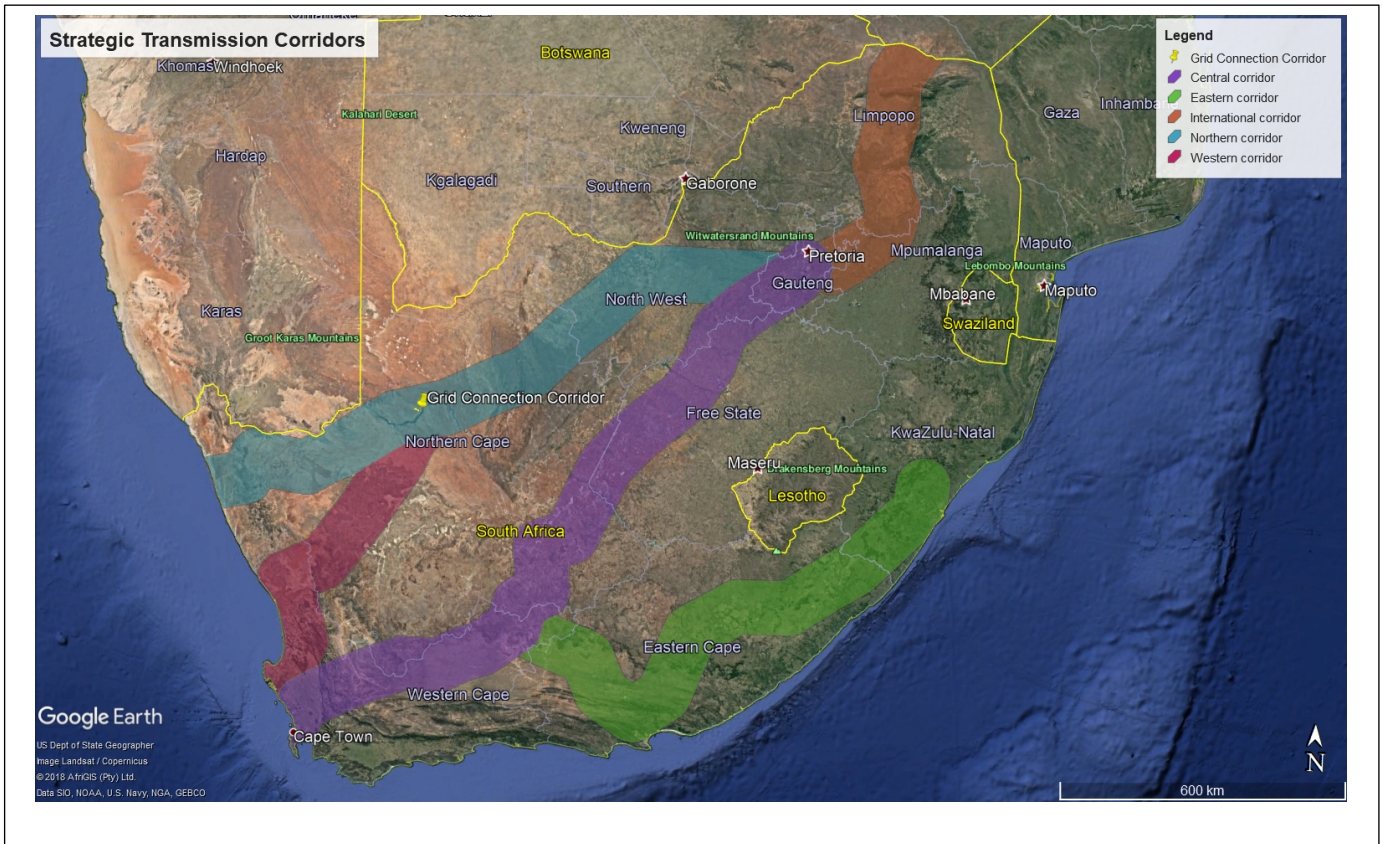 Strategic Transmission Corridors
Legend
Grid Connection Corridor
Central corridor
Eastern corridor
International corridor
Northern corridor
Western corridor
Khomas
Windhoek
Botswana
Kalahari Desert
Kweneng
Limpopo
Gaza
Hardap
Kgalagadi
Southern
Gaborone
Witwatersrand Mountains
Pretoria
Mpumalanga
Maputo
Lebombo Mountains
Gauteng
Mbabane
Maputo
Karas
North West
Swaziland
Groot Karas Mountains
Grid Connection Corridor
Free State
Northern Cape
KwaZulu-Natal
Maseru
Drakensberg Mountains
Lesotho
South Africa
Eastern Cape
Western Cape
Cape Town
Google Earth
US Dept of State Geographer
Image Landsat / Copernicus
© 2018 AfriGIS (Pty) Ltd.
Data SIO, NOAA, U.S. Navy, NGA, GEBCO
N
600 km